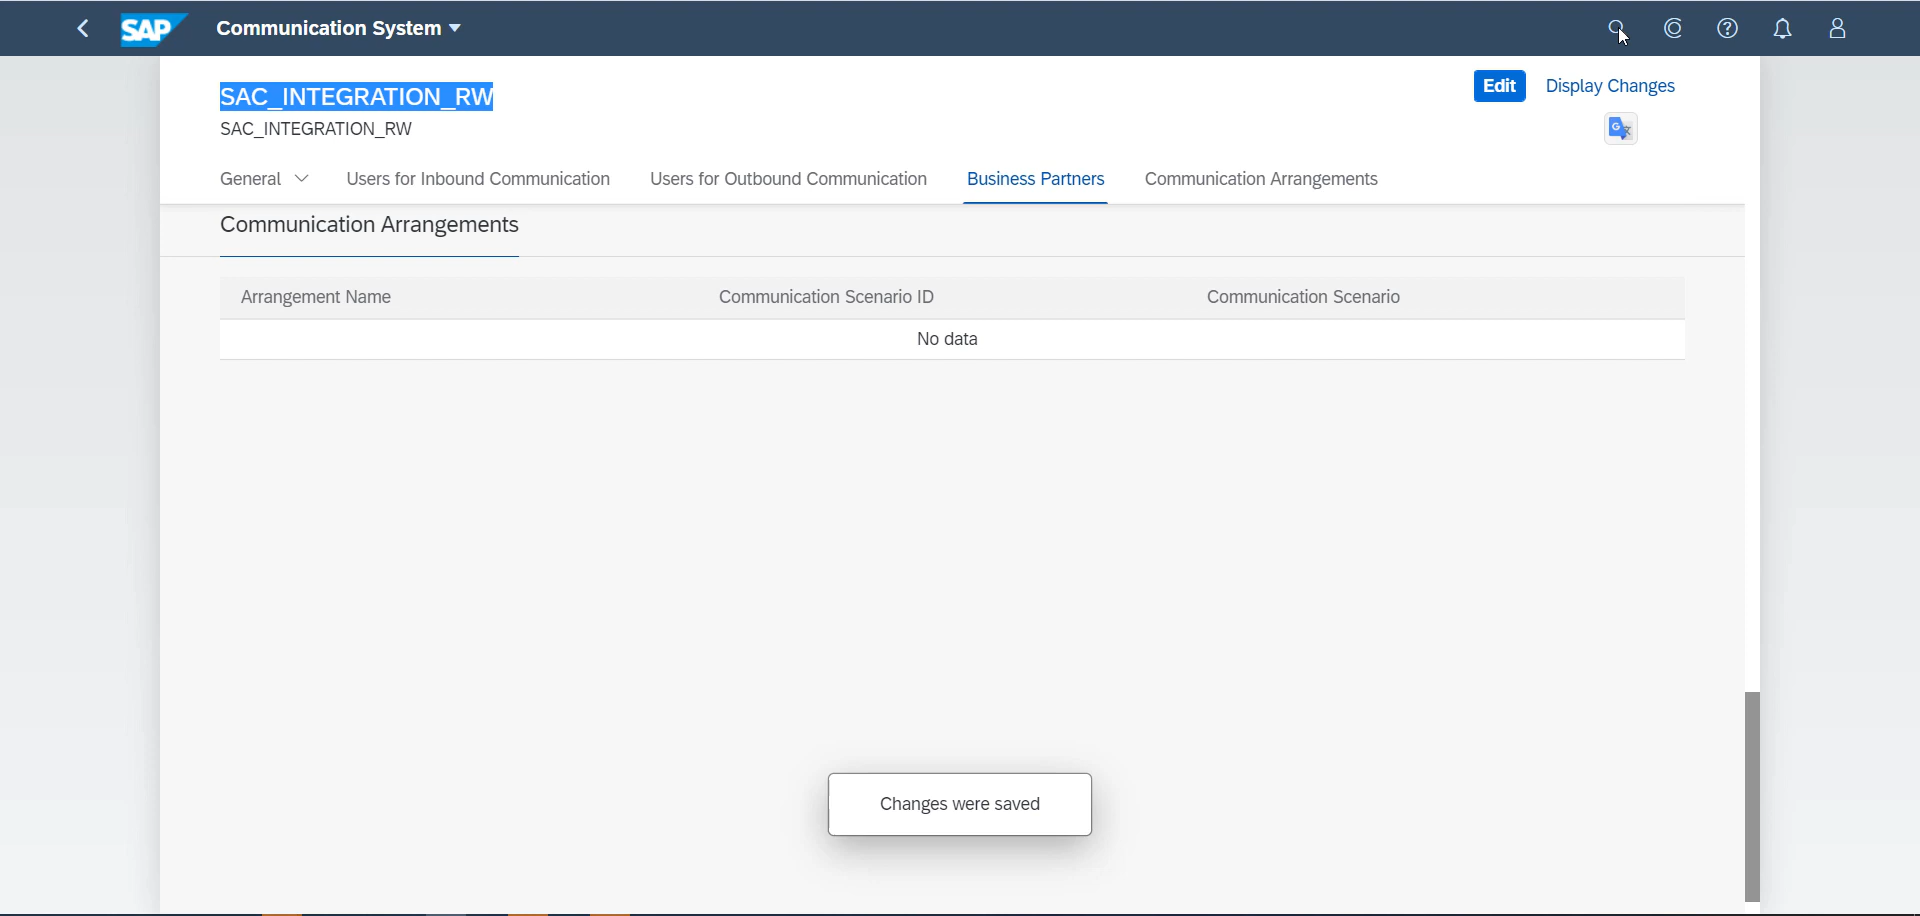 SAP Communication System
SAC_INTEGRATION_RW
Edit Display Changes
SAC_INTEGRATION_RW
General Users for Inbound Communication Users for Outbound Communication Business Partners Communication Arrangements
Communication Arrangements
Arrangement Name Communication Scenario ID Communication Scenario
No data
Changes were saved